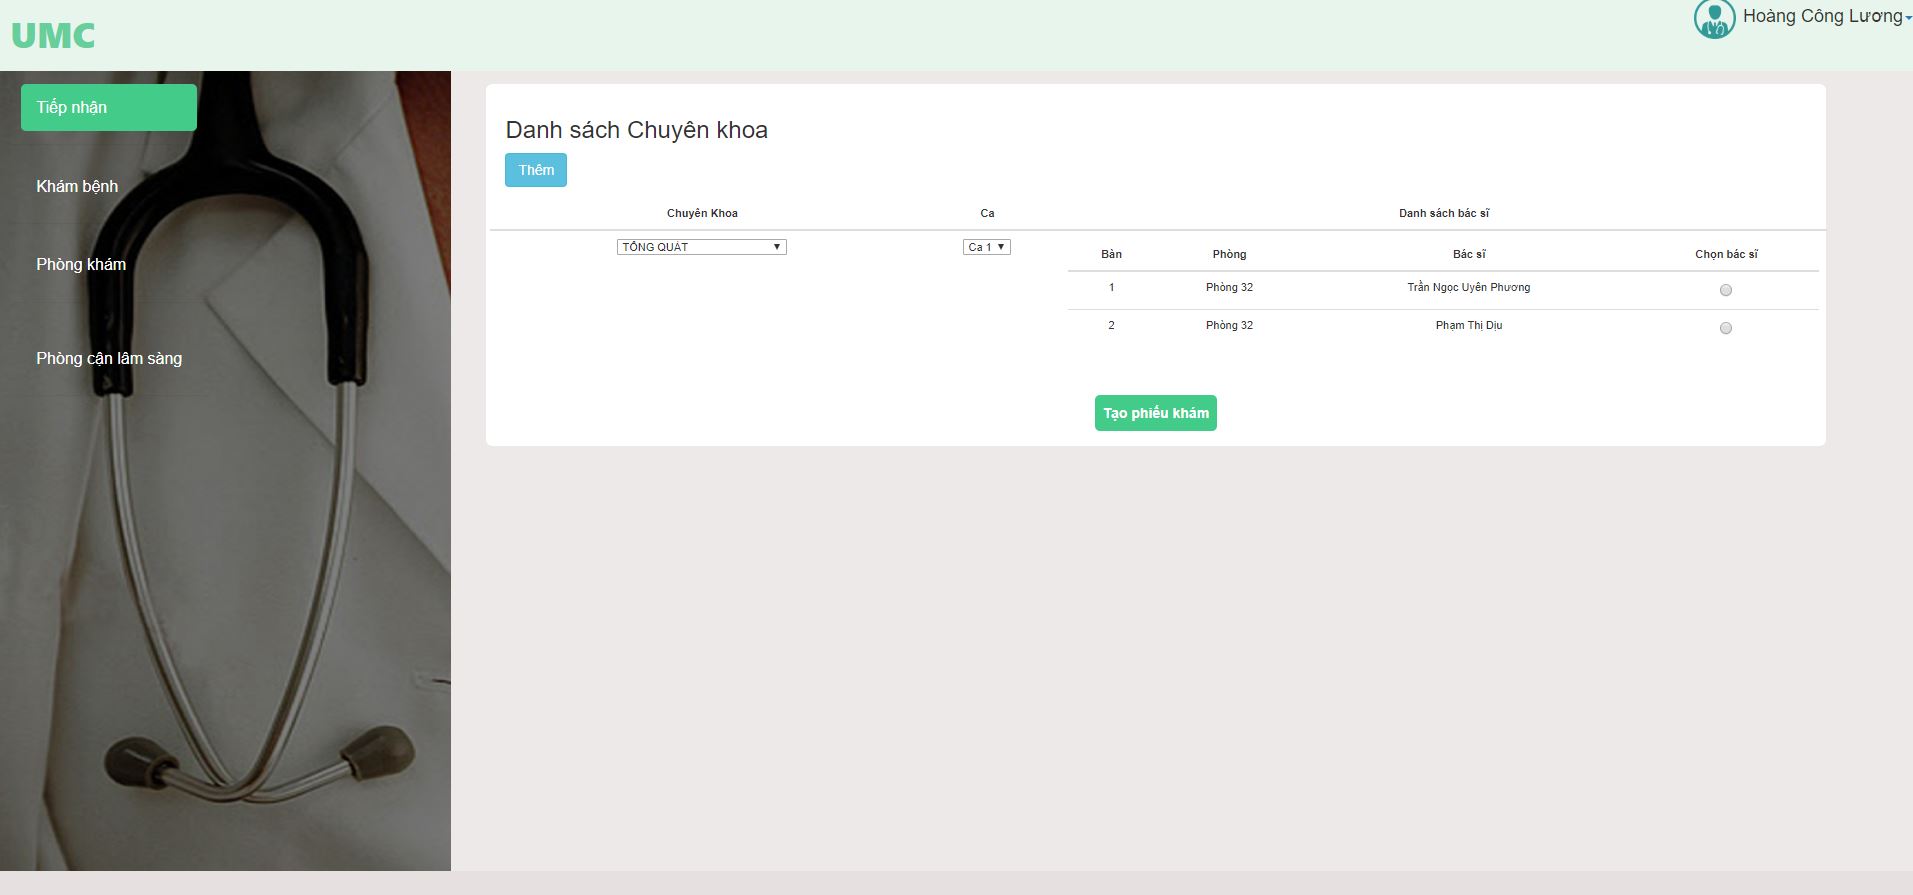 UMC
Hoàng Công Lương
Tiếp nhận
Khám bệnh
Phòng khám
Phòng cận lâm sàng
Danh sách Chuyên khoa
Thêm
Chuyên Khoa Ca Danh sách bác sĩ
TỔNG QUÁT Ca 1
Bàn Phòng Bác sĩ Chọn bác sĩ
1 Phòng 32 Trần Ngọc Uyên Phương
2 Phòng 32 Phạm Thị Dịu
Tạo phiếu khám